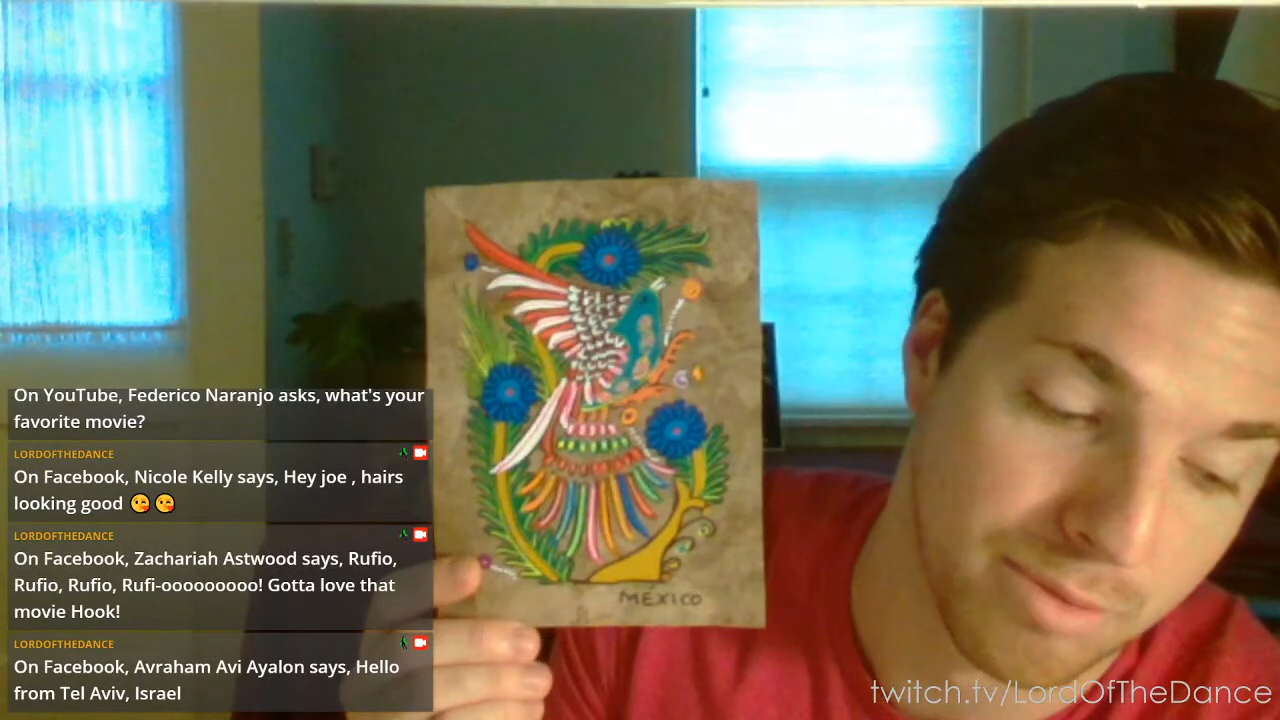 On YouTube, Federico Naranjo asks, what's your
favorite movie?
LORDOFTHEDANCE
On Facebook, Nicole Kelly says, Hey joe , hairs
looking good 😘😘
LORDOFTHEDANCE
On Facebook, Zachariah Astwood says, Rufio,
Rufio, Rufio, Rufi-ooooooooo! Gotta love that
movie Hook!
LORDOFTHEDANCE
On Facebook, Avraham Avi Ayalon says, Hello
from Tel Aviv, Israel
MEXICO
twitch.tv/LordOfTheDance